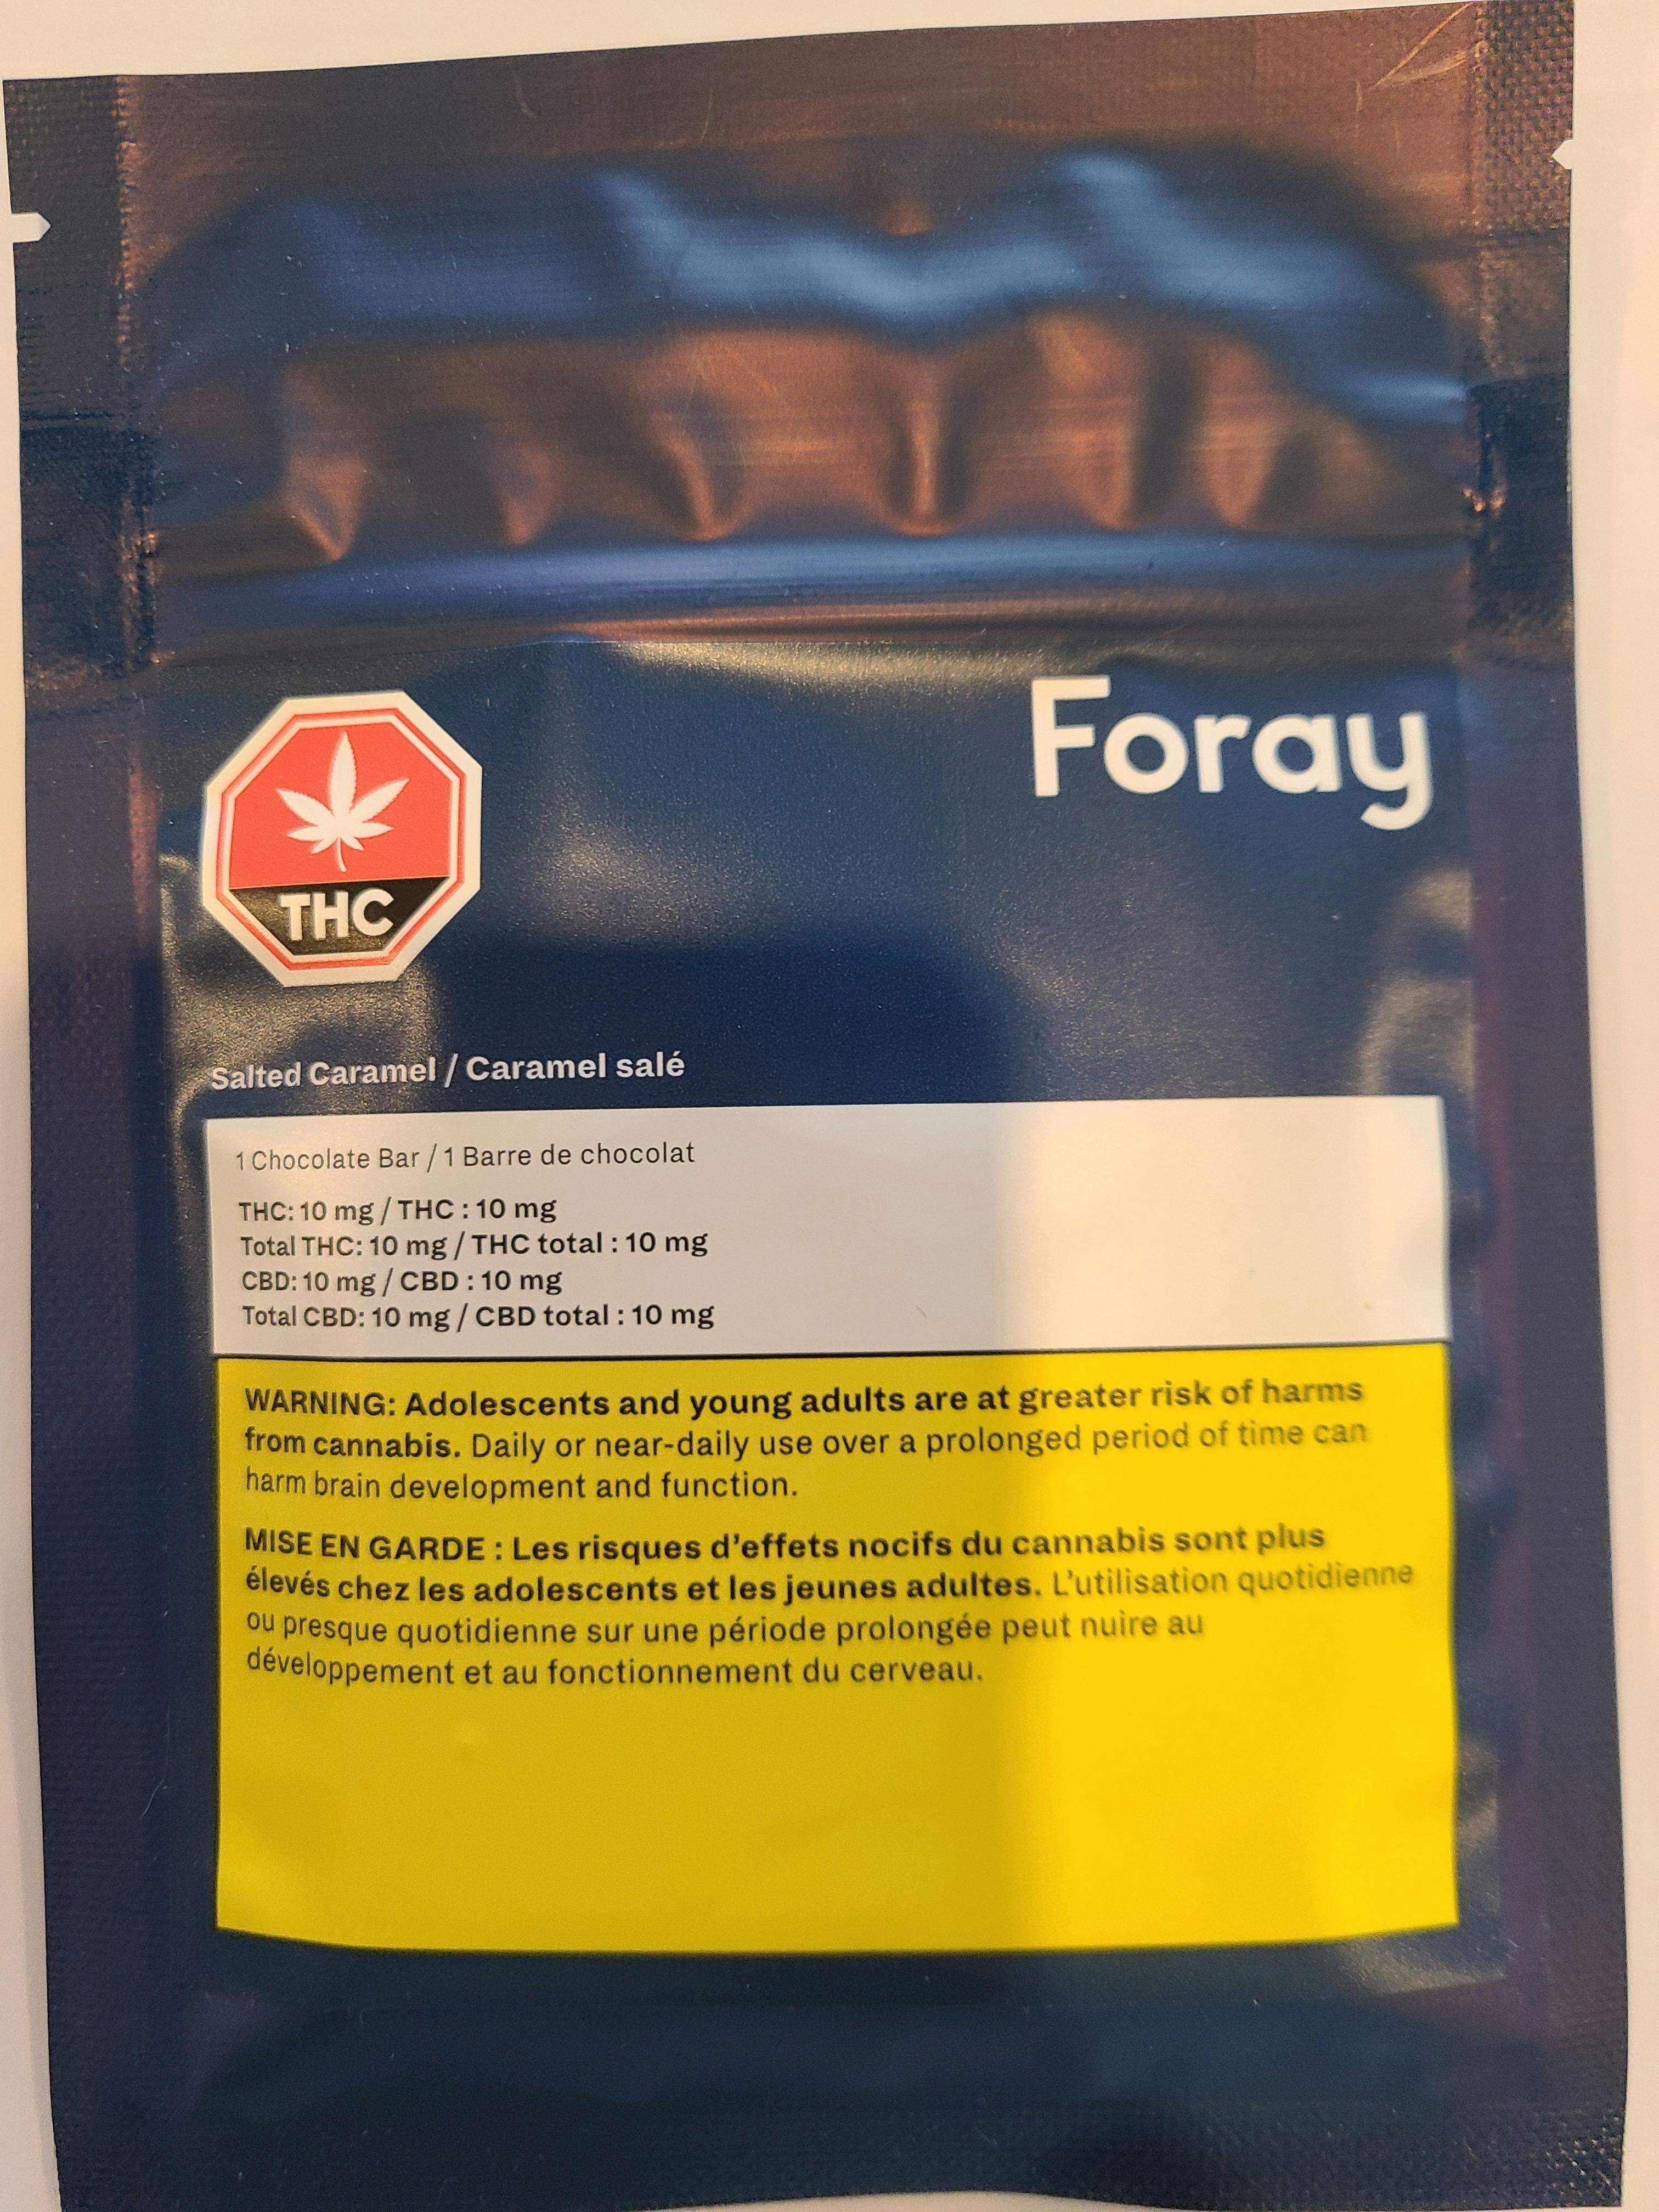 Foray
THC
Salted Caramel / Caramel salé
1 Chocolate Bar / 1 Barre de chocolat
THC: 10 mg / THC : 10 mg
Total THC: 10 mg / THC total : 10 mg
CBD: 10 mg / CBD : 10 mg
Total CBD: 10 mg / CBD total : 10 mg
WARNING: Adolescents and young adults are at greater risk of harms
from cannabis. Daily or near-daily use over a prolonged period of time can
harm brain development and function.
MISE EN GARDE : Les risques d’effets nocifs du cannabis sont plus
élevés chez les adolescents et les jeunes adultes. L’utilisation quotidienne
ou presque quotidienne sur une période prolongée peut nuire au
développement et au fonctionnement du cerveau.